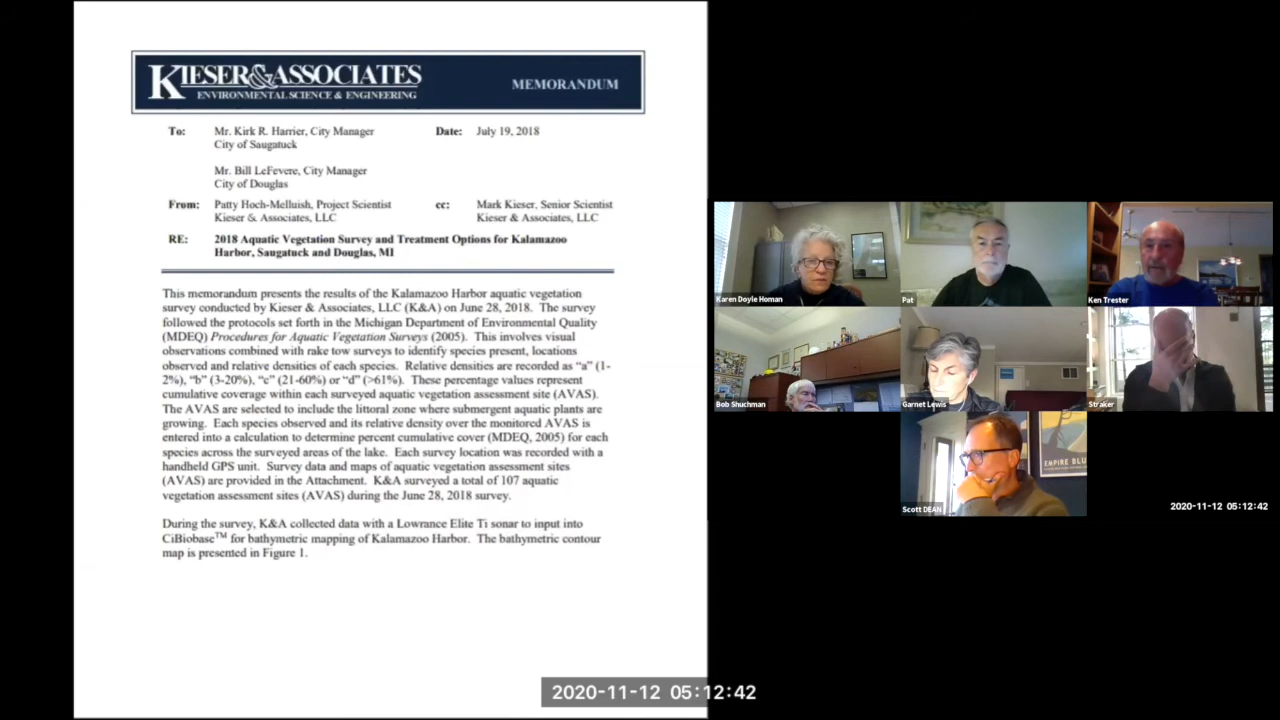 KIESER&ASSOCIATES
ENVIRONMENTAL SCIENCE & ENGINEERING
MEMORANDUM
To: Mr. Kirk R. Harrier, City Manager
City of Saugatuck
Date: July 19, 2018
Mr. Bill LeFevere, City Manager
City of Douglas
From: Patty Hoch-Melluish, Project Scientist
Kieser & Associates, LLC
cc: Mark Kieser, Senior Scientist
Kieser & Associates, LLC
RE: 2018 Aquatic Vegetation Survey and Treatment Options for Kalamazoo
Harbor, Saugatuck and Douglas, MI
This memorandum presents the results of the Kalamazoo Harbor aquatic vegetation
survey conducted by Kieser & Associates, LLC (K&A) on June 28, 2018. The survey
followed the protocols set forth in the Michigan Department of Environmental Quality
(MDEQ) Procedures for Aquatic Vegetation Surveys (2005). This involves visual
observations combined with rake tow surveys to identify species present, locations
observed and relative densities of each species. Relative densities are recorded as "a" (1-
2%), "b" (3-20%), "c" (21-60%) or "d" (>61%). These percentage values represent
cumulative coverage within each surveyed aquatic vegetation assessment site (AVAS).
The AVAS are selected to include the littoral zone where submergent aquatic plants are
growing. Each species observed and its relative density over the monitored AVAS is
entered into a calculation to determine percent cumulative cover (MDEQ, 2005) for each
species across the surveyed areas of the lake. Each survey location was recorded with a
handheld GPS unit. Survey data and maps of aquatic vegetation assessment sites
(AVAS) are provided in the Attachment. K&A surveyed a total of 107 aquatic
vegetation assessment sites (AVAS) during the June 28, 2018 survey.
During the survey, K&A collected data with a Lowrance Elite Ti sonar to input into
CiBiobase™ for bathymetric mapping of Kalamazoo Harbor. The bathymetric contour
map is presented in Figure 1.
Karen Doyle Homan
Pat
Ken Trester
Bob Shuchman
Garnet Lewis
Straker
EMPIRE BLU
Scott DEAN
2020-11-12 05:12:42
2020-11-12 05:12:42